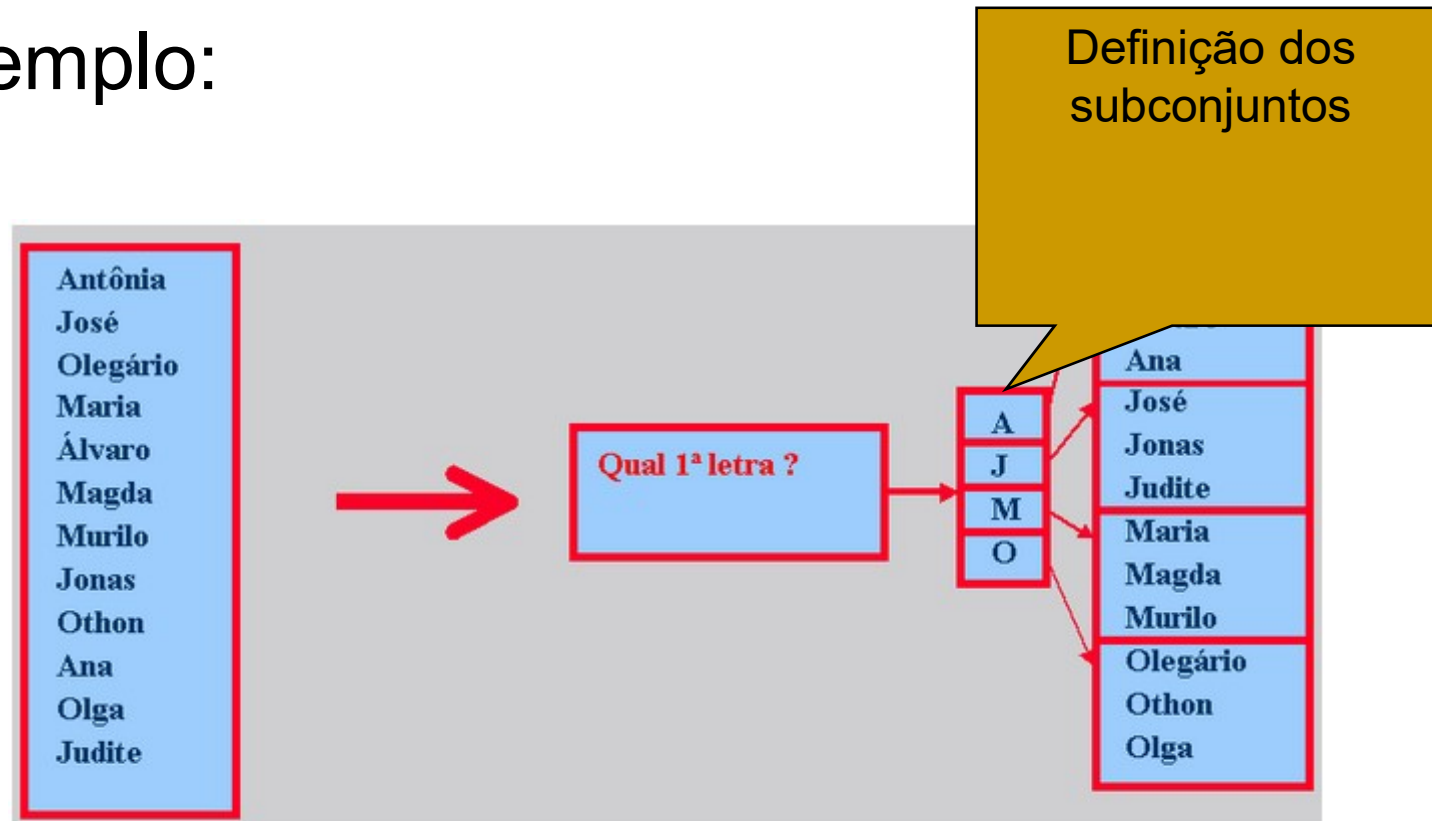 emplo:
Definição dos
subconjuntos
Antônia
José
Olegário
Maria
Álvaro
Magda
Murilo
Jonas
Othon
Ana
Olga
Judite
Qual 1ª letra ?
A
J
M
O
Ana
José
Jonas
Judite
Maria
Magda
Murilo
Olegário
Othon
Olga